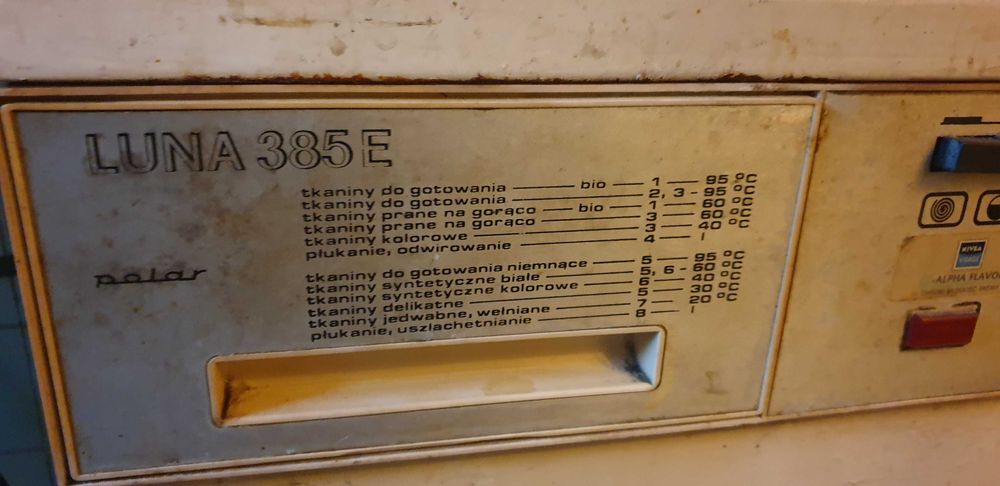 LUNA 385 E
tkaniny do gotowania —— bio — 1 — 95 °C
tkaniny do gotowania —— 2, 3 - 95 °C
tkaniny prane na gorąco — bio — 1 — 60 °C
tkaniny prane na gorąco —— 3 — 60 °C
tkaniny kolorowe —— 3 — 40 °C
płukanie, odwirowanie —— 4 — I
polar
tkaniny do gotowania niemnące — 5 — 95 °C
tkaniny syntetyczne białe —— 5, 6 - 60 °C
tkaniny syntetyczne kolorowe —— 6 — 40 °C
tkaniny delikatne —— 5 — 30 °C
tkaniny jedwabne, wełniane —— 7 — 20 °C
płukanie, uszlachetnianie —— 8 — I
NIVEA
VISAGE
-ALPHA FLAVO